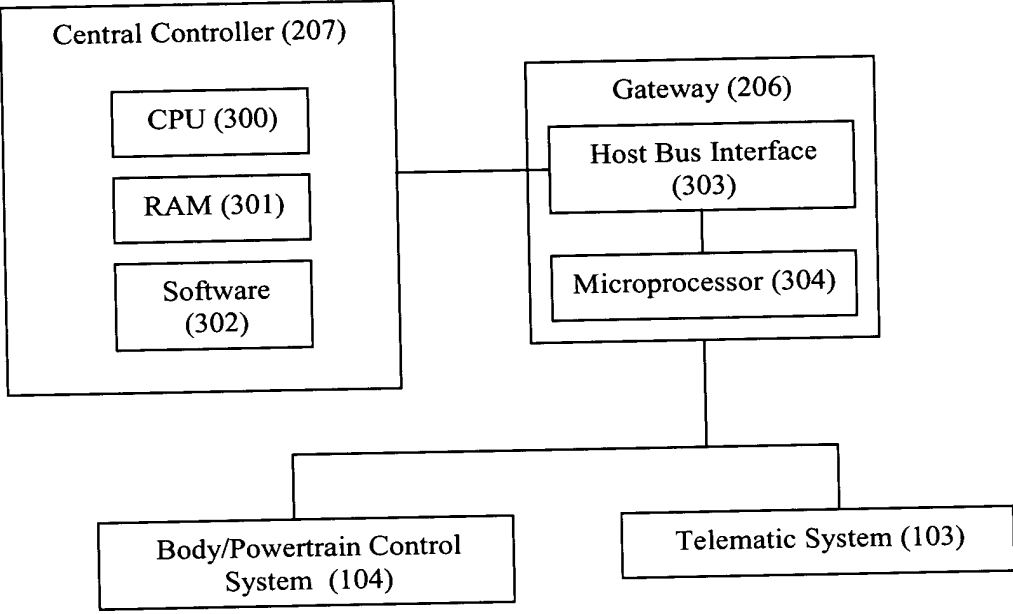 Central Controller (207)
CPU (300)
RAM (301)
Software
(302)
Gateway (206)
Host Bus Interface
(303)
Microprocessor (304)
Body/Powertrain Control
System (104)
Telematic System (103)